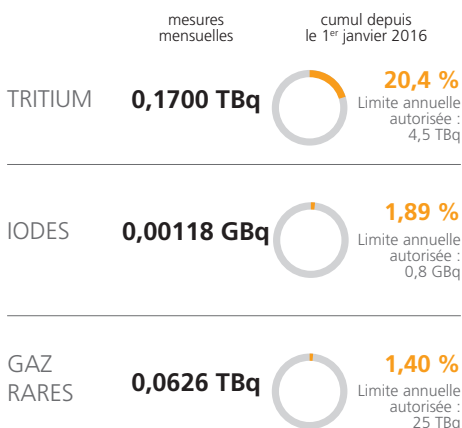 mesures
mensuelles
cumul depuis
le 1er janvier 2016
TRITIUM
0,1700 TBq
20,4 %
Limite annuelle
autorisée :
4,5 TBq
IODES
0,00118 GBq
1,89 %
Limite annuelle
autorisée :
0,8 GBq
GAZ
RARES
0,0626 TBq
1,40 %
Limite annuelle
autorisée :
25 TBq